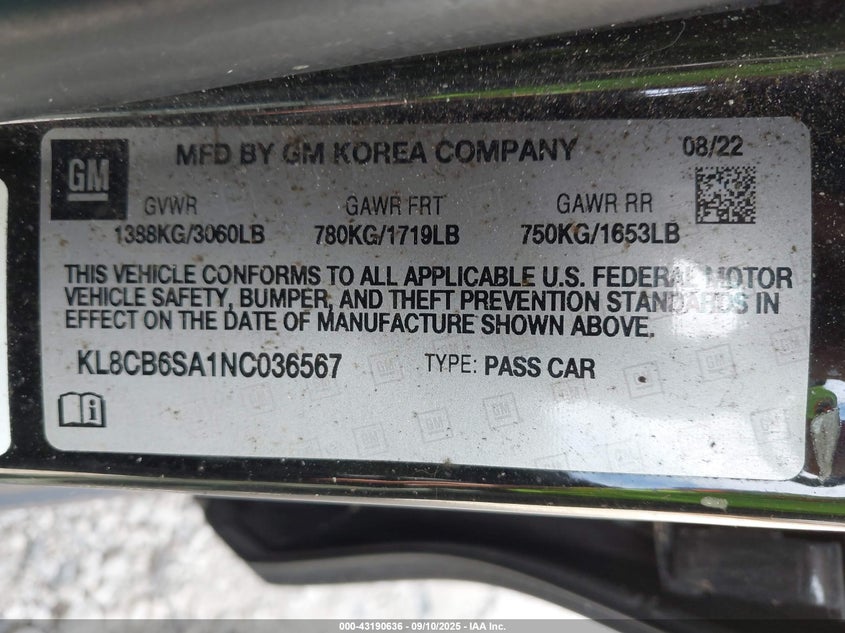 GM
MFD BY GM KOREA COMPANY
08/22
GVWR GAWR FRT GAWR RR
1388KG/3060LB 780KG/1719LB 750KG/1653LB
THIS VEHICLE CONFORMS TO ALL APPLICABLE U.S. FEDERAL MOTOR
VEHICLE SAFETY, BUMPER, AND THEFT PREVENTION STANDARDS IN
EFFECT ON THE DATE OF MANUFACTURE SHOWN ABOVE.
KL8CB6SA1NC036567 TYPE: PASS CAR
000-43190636 - 09/10/2025 - IAA Inc.